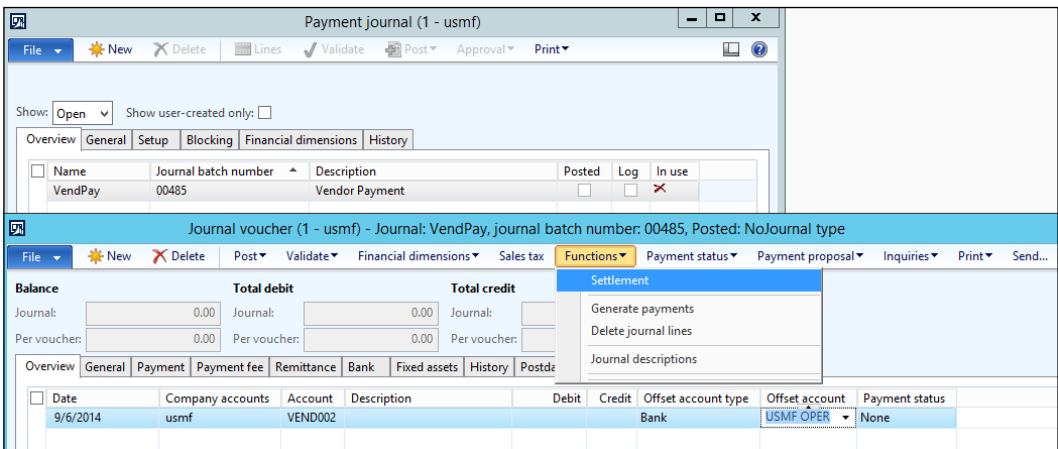 Payment journal (1 - usmf)
File New Delete Lines Validate Post Approval Print
Show: Open Show user-created only:
Overview General Setup Blocking Financial dimensions History
Name Journal batch number Description Posted Log In use
VendPay 00485 Vendor Payment
Journal voucher (1 - usmf) - Journal: VendPay, journal batch number: 00485, Posted: NoJournal type
File New Delete Post Validate Financial dimensions Sales tax Functions Payment status Payment proposal Inquiries Print Send...
Settlement
Generate payments
Delete journal lines
Journal descriptions
Balance Total debit Total credit
Journal: 0.00 Journal: 0.00 Journal:
Per voucher: 0.00 Per voucher: 0.00 Per voucher:
Overview General Payment Payment fee Remittance Bank Fixed assets History Postda
Date Company accounts Account Description Debit Credit Offset account type Offset account Payment status
9/6/2014 usmf VEND002 Bank USMF OPER None